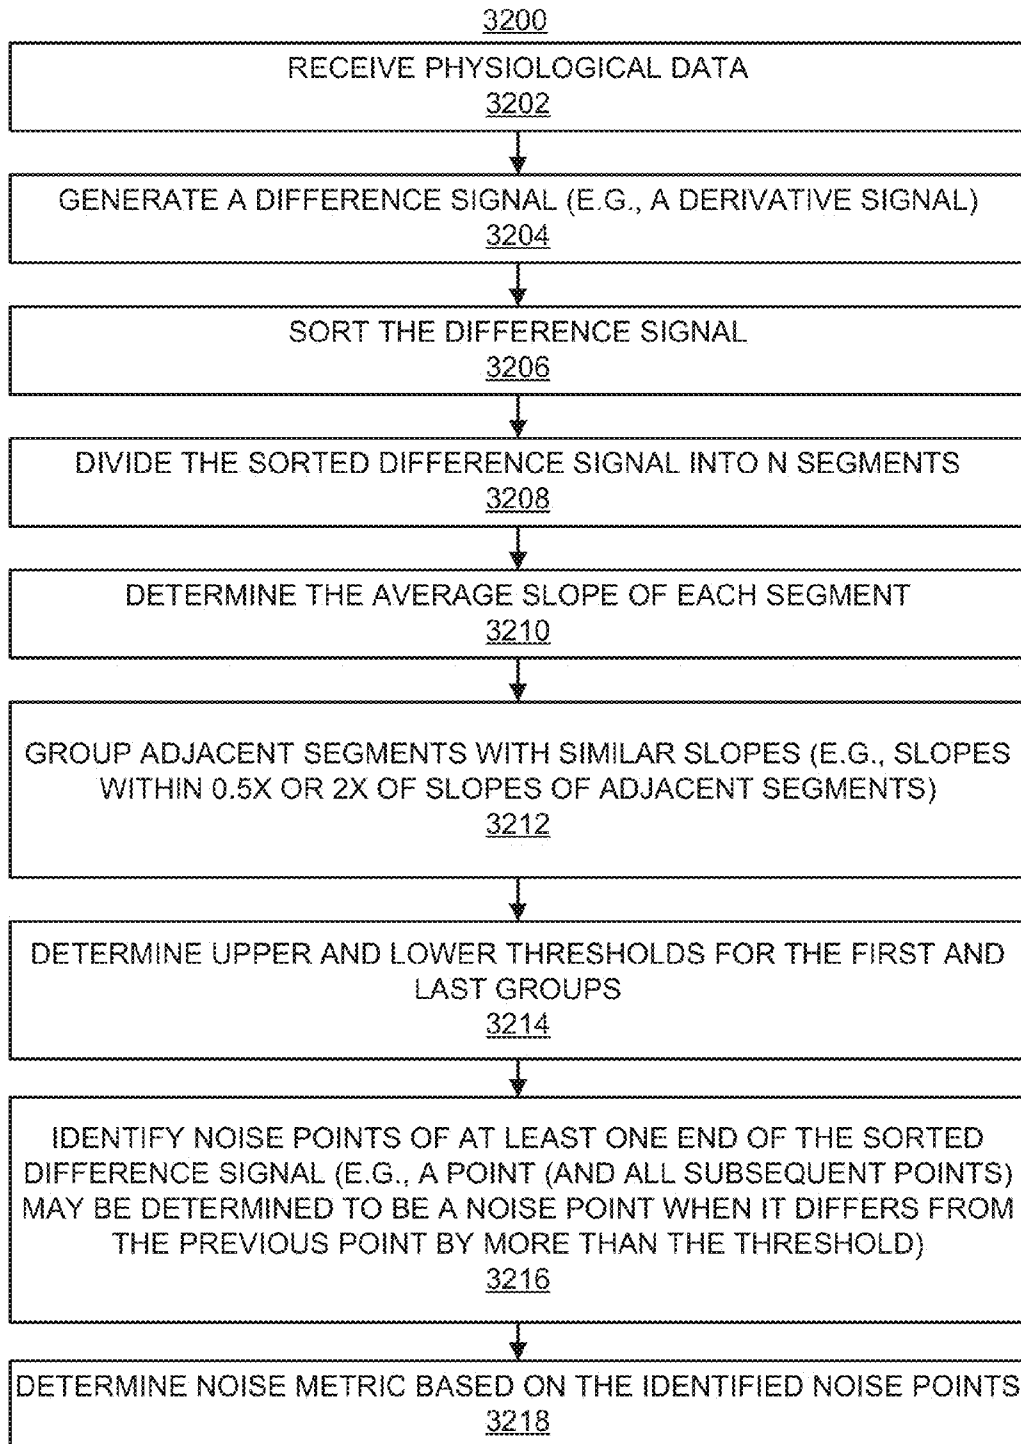 3200
RECEIVE PHYSIOLOGICAL DATA
3202
GENERATE A DIFFERENCE SIGNAL (E.G., A DERIVATIVE SIGNAL)
3204
SORT THE DIFFERENCE SIGNAL
3206
DIVIDE THE SORTED DIFFERENCE SIGNAL INTO N SEGMENTS
3208
DETERMINE THE AVERAGE SLOPE OF EACH SEGMENT
3210
GROUP ADJACENT SEGMENTS WITH SIMILAR SLOPES (E.G., SLOPES
WITHIN 0.5X OR 2X OF SLOPES OF ADJACENT SEGMENTS)
3212
DETERMINE UPPER AND LOWER THRESHOLDS FOR THE FIRST AND
LAST GROUPS
3214
IDENTIFY NOISE POINTS OF AT LEAST ONE END OF THE SORTED
DIFFERENCE SIGNAL (E.G., A POINT (AND ALL SUBSEQUENT POINTS)
MAY BE DETERMINED TO BE A NOISE POINT WHEN IT DIFFERS FROM
THE PREVIOUS POINT BY MORE THAN THE THRESHOLD)
3216
DETERMINE NOISE METRIC BASED ON THE IDENTIFIED NOISE POINTS
3218